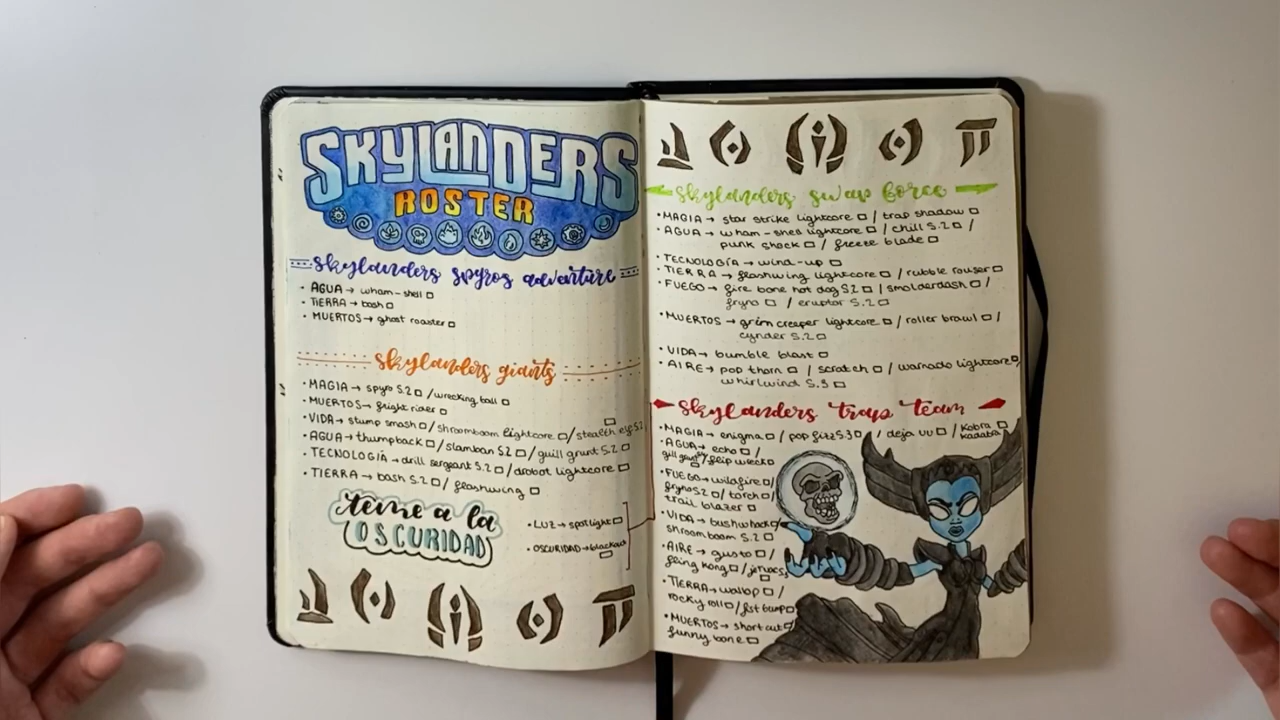 SKYLANDERS
ROSTER
skylanders spyros adventure
• AGUA → wham-shell
• TIERRA → bash
• MUERTOS → ghost roaster
skylanders giants
• MAGIA → spyro S.2 / wrecking ball
• MUERTOS → fright rider
• VIDA → stump smash / shroomboom lightcore / stealth elf S.2
• AGUA → thumpback / slambam S.2 / guill grunt S.2
• TECNOLOGÍA → drill sergeant S.2 / drobot lightcore
• TIERRA → bash S.2 / flashwing
teme a la
OSCURIDAD
• LUZ → spotlight
• OSCURIDAD → blackout
skylanders swap force
• MAGIA → star strike lightcore / trap shadow
• AGUA → wham-shell lightcore / chill S.2 /
punk shock / freeze blade
• TECNOLOGÍA → wind-up
• TIERRA → flashwing lightcore / rubble rouser
• FUEGO → fire bone hot dog S.2 / smolderdash /
fryno / eruptor S.2
• MUERTOS → grim creeper lightcore / roller brawl /
cynder S.2
• VIDA → bumble blast
• AIRE → pop thorn / scratch / warnado lightcore
whirlwind S.3
skylanders trap team
• MAGIA → enigma / pop fizz S.3 / deja vu / kobra
kadabra
• AGUA → echo /
gill grunt / flip wreck
• FUEGO → wildfire /
fryno S.2 / torch /
trail blazer
• VIDA → bushwhack /
shroomboom S.2
• AIRE → gusto /
fling kong /
• TIERRA → wallop /
rocky roll / fist bump
• MUERTOS → short cut /
funny bone